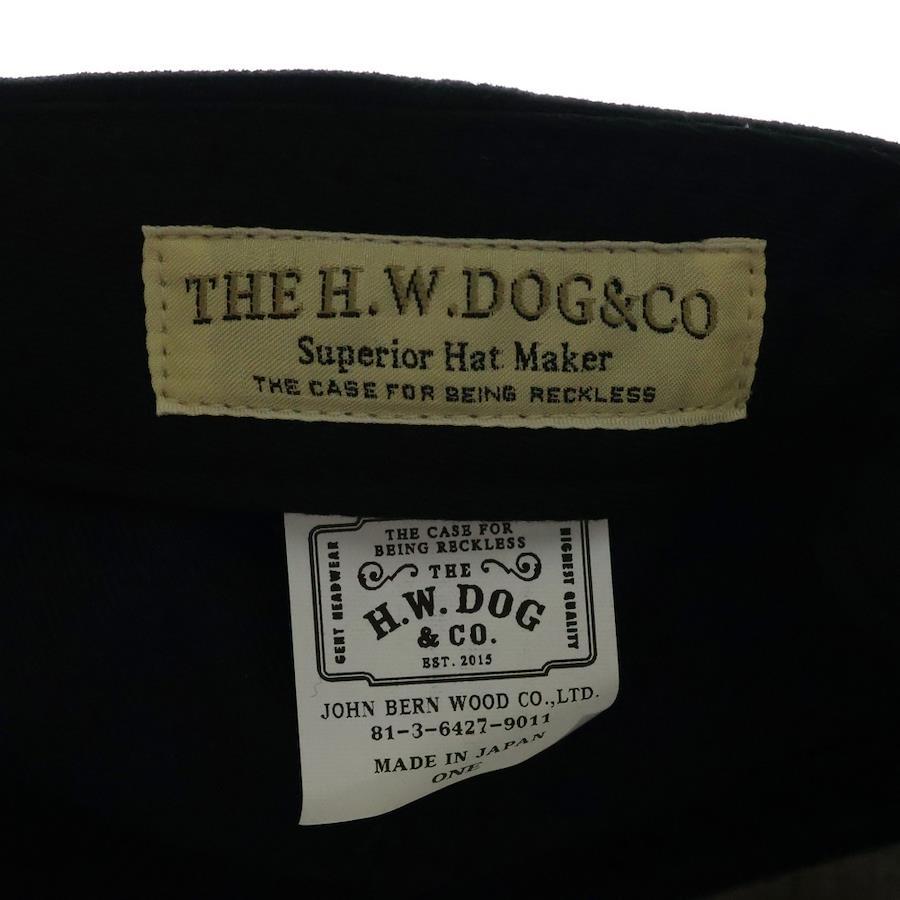 THE H.W.DOG&CO
Superior Hat Maker
THE CASE FOR BEING RECKLESS
THE CASE FOR
BEING RECKLESS
GENT HEADWEAR
HIGHEST QUALITY
THE
H.W. DOG
& CO.
EST. 2015
JOHN BERN WOOD CO.,LTD.
81-3-6427-9011
MADE IN JAPAN
ONE